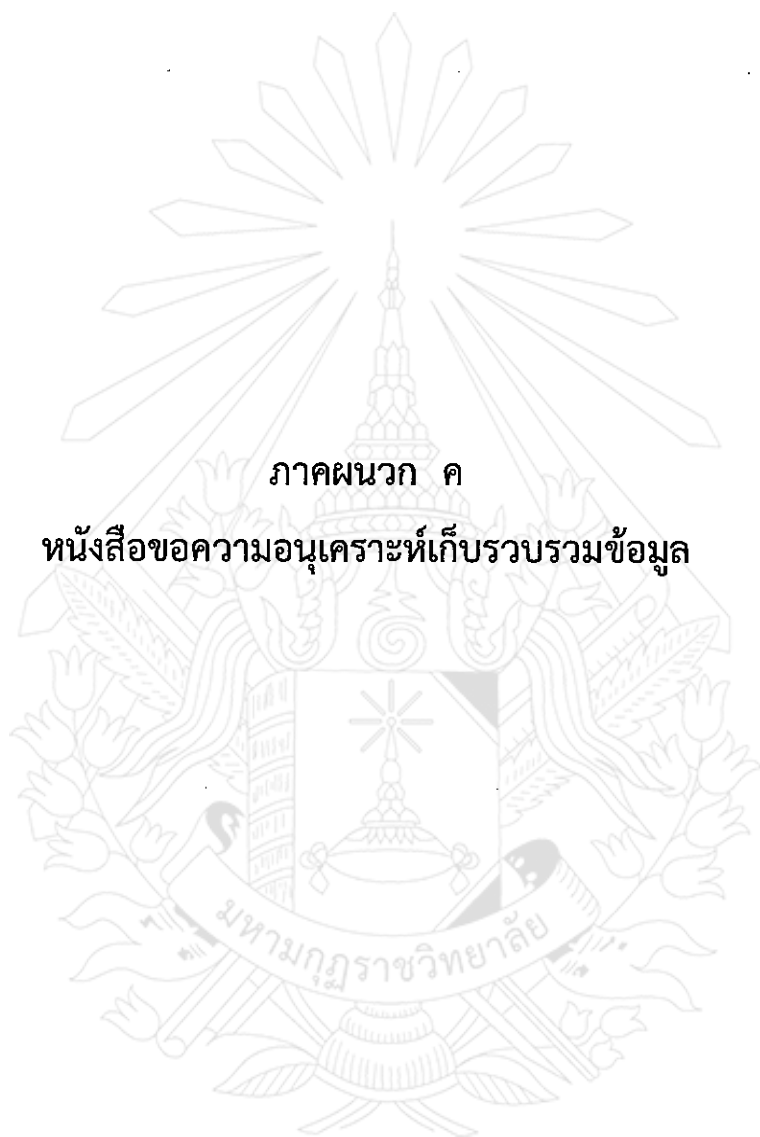 ภาคผนวก ค
หนังสือขอความอนุเคราะห์เก็บรวบรวมข้อมูล
มหามกุฏราชวิทยาลัย